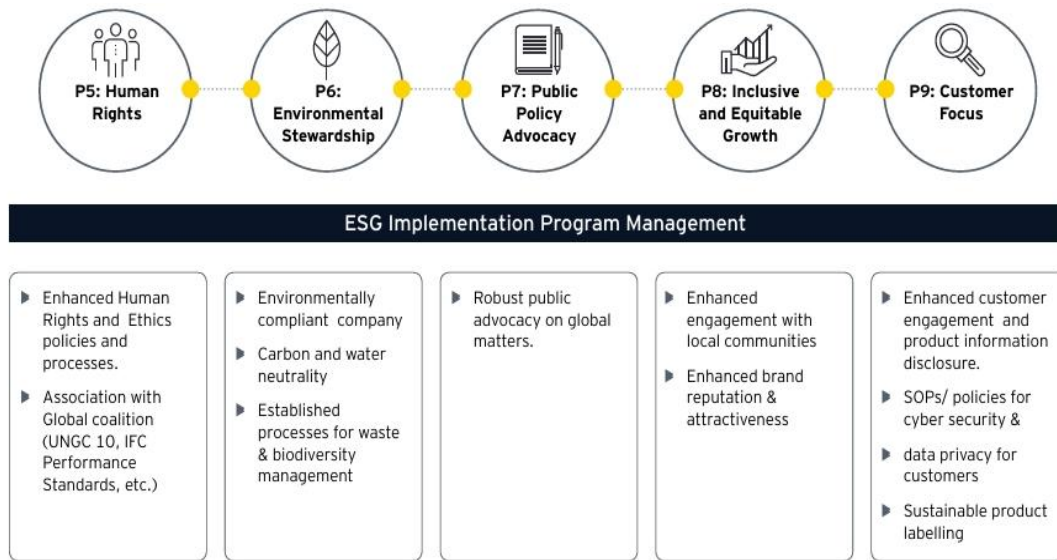 P5: Human
Rights
P6:
Environmental
Stewardship
P7: Public
Policy
Advocacy
P8: Inclusive
and Equitable
Growth
P9: Customer
Focus
ESG Implementation Program Management
Enhanced Human
Rights and Ethics
policies and
processes.
Association with
Global coalition
(UNGC 10, IFC
Performance
Standards, etc.)
Environmentally
compliant company
Carbon and water
neutrality
Established
processes for waste
& biodiversity
management
Robust public
advocacy on global
matters.
Enhanced
engagement with
local communities
Enhanced brand
reputation &
attractiveness
Enhanced customer
engagement and
product information
disclosure.
SOPs/ policies for
cyber security &
data privacy for
customers
Sustainable product
labelling